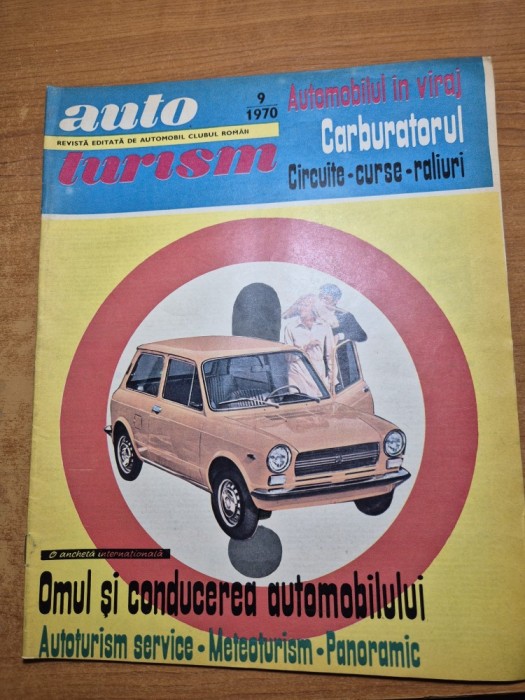 auto
REVISTĂ EDITATĂ DE AUTOMOBIL CLUBUL ROMÂN
turism
9
1970
Automobilul în viraj
Carburatorul
Circuite - curse - raliuri
O anchetă internațională
Omul și conducerea automobilului
Autoturism service - Meteoturism - Panoramic